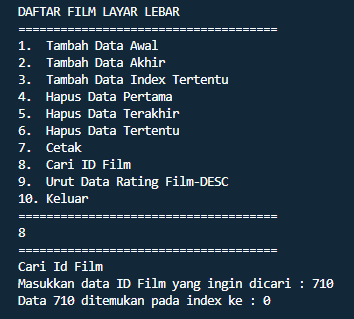 DAFTAR FILM LAYAR LEBAR
=====================================
1.  Tambah Data Awal
2.  Tambah Data Akhir
3.  Tambah Data Index Tertentu
4.  Hapus Data Pertama
5.  Hapus Data Terakhir
6.  Hapus Data Tertentu
7.  Cetak
8.  Cari ID Film
9.  Urut Data Rating Film-DESC
10. Keluar
=====================================
8
=====================================
Cari Id Film
Masukkan data ID Film yang ingin dicari : 710
Data 710 ditemukan pada index ke : 0